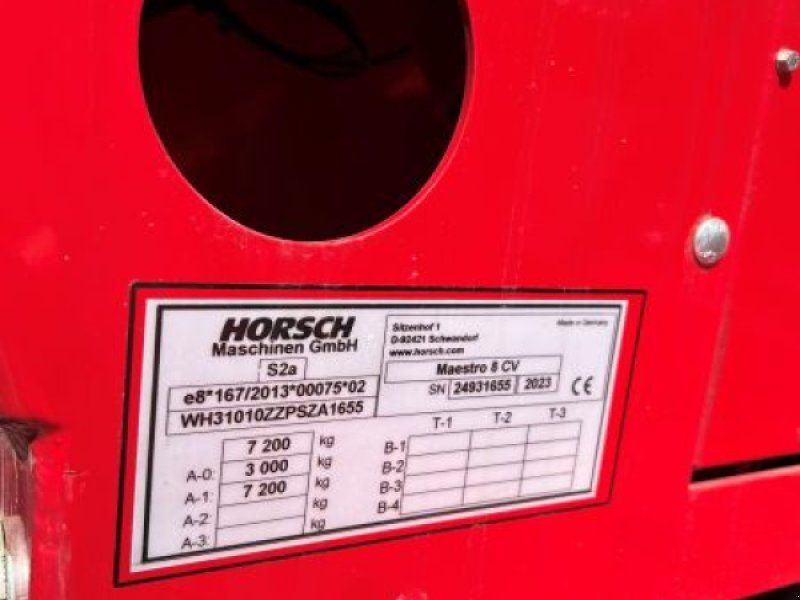 HORSCH
Maschinen GmbH
Sitzenhof 1
D-92421 Schwandorf
www.horsch.com
Made in Germany
S2a
e8*167/2013*00075*02
WH31010ZZPSZA1655
Maestro 8 CV
SN 24931655 2023 CE
7 200 kg
A-0: 3 000 kg
A-1: 7 200 kg
A-2: kg
A-3: kg
T-1 T-2 T-3
B-1
B-2
B-3
B-4